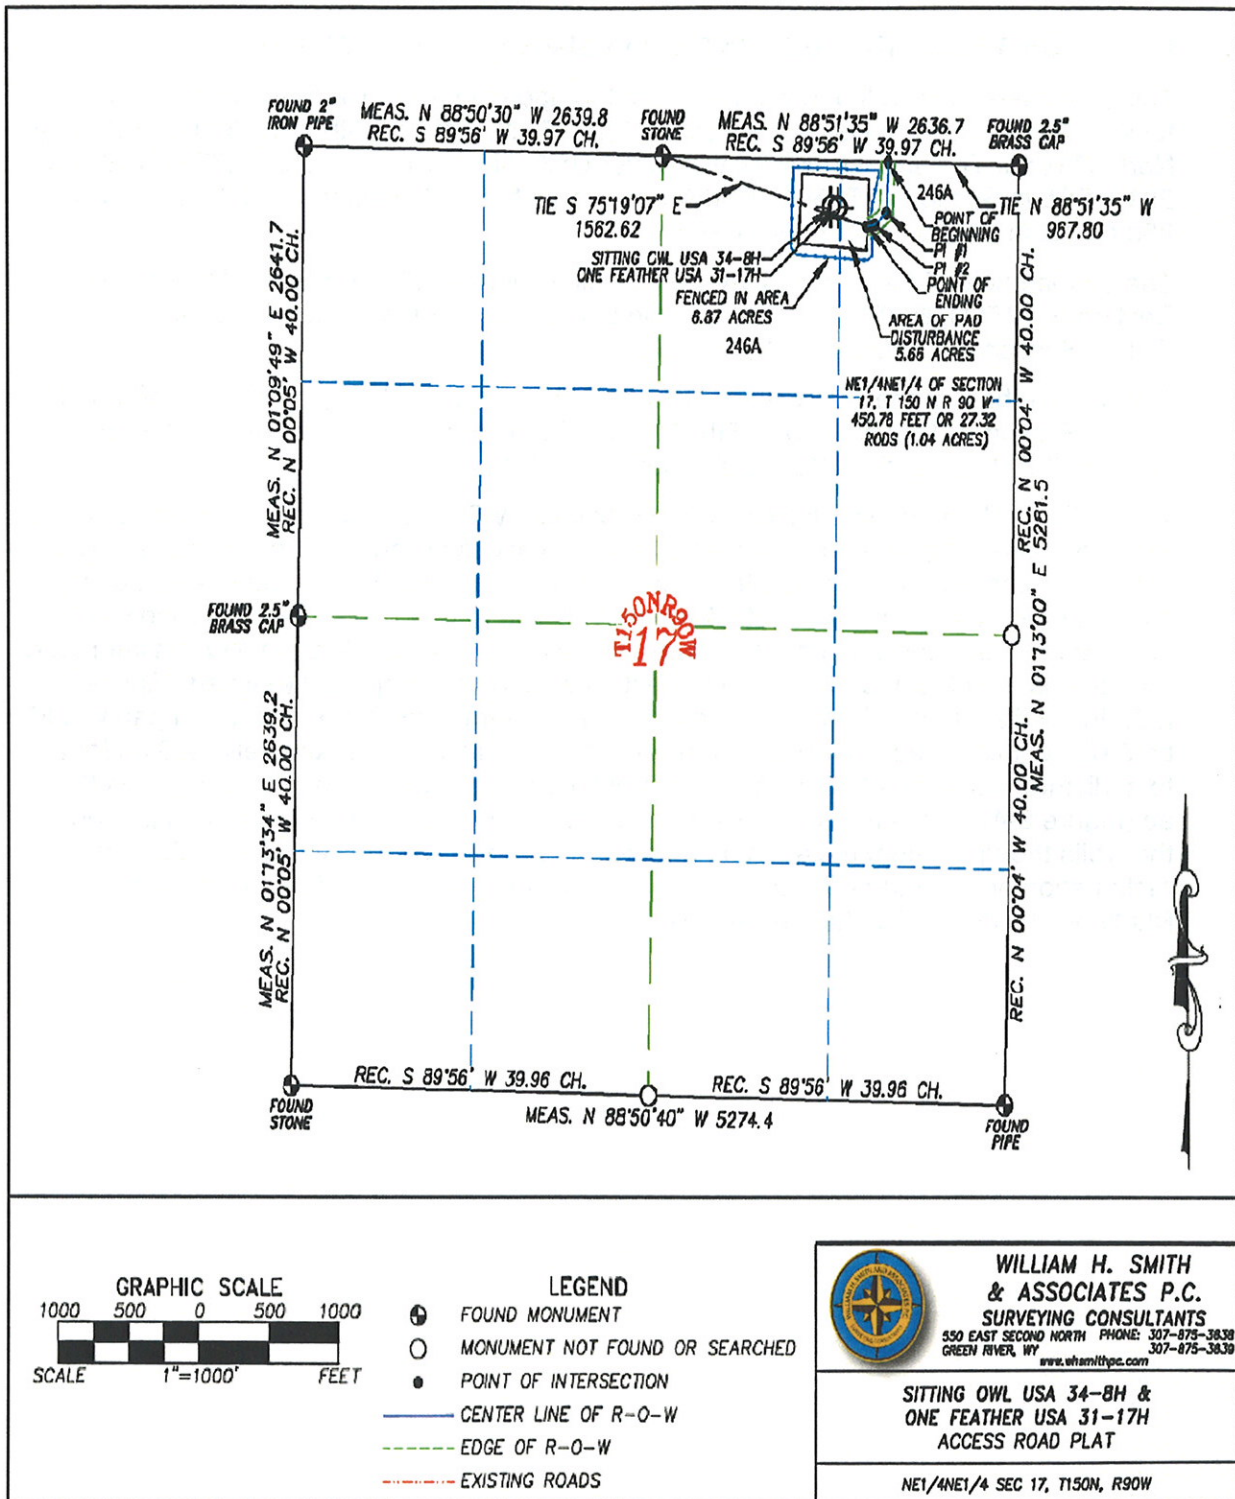 FOUND 2"
IRON PIPE
MEAS. N 88°50'30" W 2639.8
REC. S 89°56' W 39.97 CH.
FOUND
STONE
MEAS. N 88°51'35" W 2636.7
REC. S 89°56' W 39.97 CH.
FOUND 2.5"
BRASS CAP
TIE S 75°19'07" E
1562.62
246A
TIE N 88°51'35" W
967.80
POINT OF
BEGINNING
PI #1
PI #2
POINT OF
ENDING
SITTING OWL USA 34-8H
ONE FEATHER USA 31-17H
FENCED IN AREA
6.87 ACRES
246A
AREA OF PAD
DISTURBANCE
5.66 ACRES
NE1/4NE1/4 OF SECTION
17, T 150 N R 90 W
450.78 FEET OR 27.32
RODS (1.04 ACRES)
MEAS. N 01°09'49" E 2641.7
REC. N 00°05' W 40.00 CH.
REC. N 00°04' W 40.00 CH.
MEAS. N 01°13'00" E 5281.5
FOUND 2.5"
BRASS CAP
T150NR90W
17
MEAS. N 01°13'34" E 2639.2
REC. N 00°05' W 40.00 CH.
REC. N 00°04' W 40.00 CH.
REC. S 89°56' W 39.96 CH.
REC. S 89°56' W 39.96 CH.
FOUND
STONE
MEAS. N 88°50'40" W 5274.4
FOUND
PIPE
GRAPHIC SCALE
1000 500 0 500 1000
SCALE 1"=1000' FEET
LEGEND
FOUND MONUMENT
MONUMENT NOT FOUND OR SEARCHED
POINT OF INTERSECTION
CENTER LINE OF R-O-W
EDGE OF R-O-W
EXISTING ROADS
WILLIAM H. SMITH
& ASSOCIATES P.C.
SURVEYING CONSULTANTS
550 EAST SECOND NORTH PHONE: 307-875-3638
GREEN RIVER, WY 307-875-3639
www.whsmithpc.com
SITTING OWL USA 34-8H &
ONE FEATHER USA 31-17H
ACCESS ROAD PLAT
NE1/4NE1/4 SEC 17, T150N, R90W